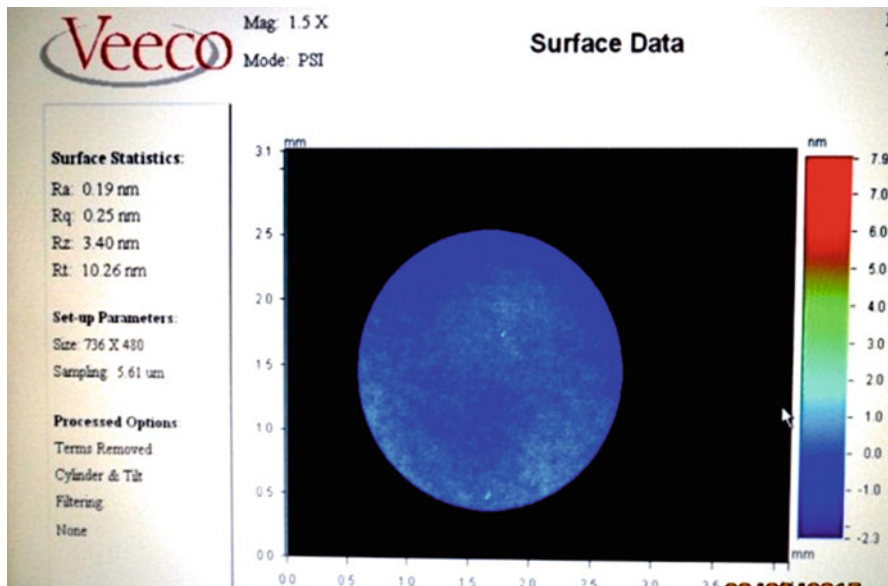 Veeco
Mag: 1.5 X
Mode: PSI
Surface Data
Surface Statistics:
Ra: 0.19 nm
Rq: 0.25 nm
Rz: 3.40 nm
Rt: 10.26 nm
Set-up Parameters:
Size: 736 X 480
Sampling: 5.61 um
Processed Options
Terms Removed
Cylinder & Tilt
Filtering
None
mm
3.1
2.5
2.0
1.5
1.0
0.5
0.0
0.0 0.5 1.0 1.5 2.0 2.5 3.0 3.5
mm
nm
7.9
7.0
6.0
5.0
4.0
3.0
2.0
1.0
0.0
-1.0
-2.3